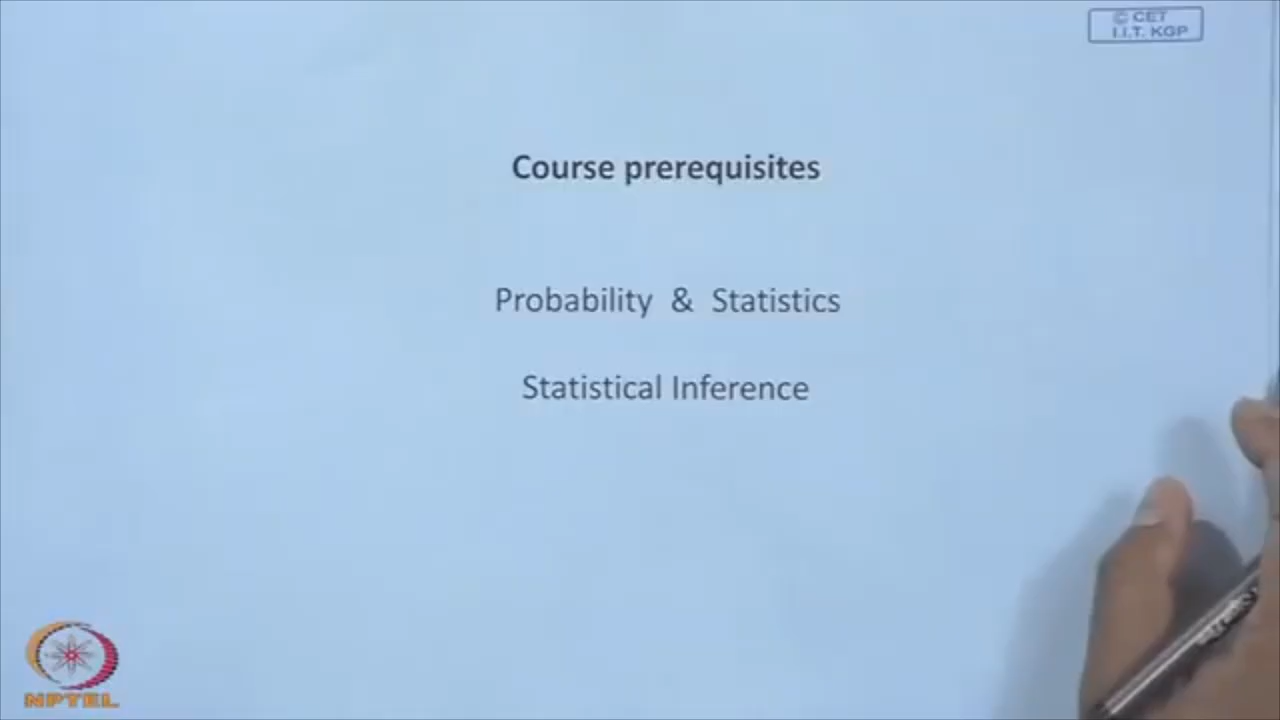 © CET
I.I.T. KGP
Course prerequisites
Probability & Statistics
Statistical Inference
NPTEL